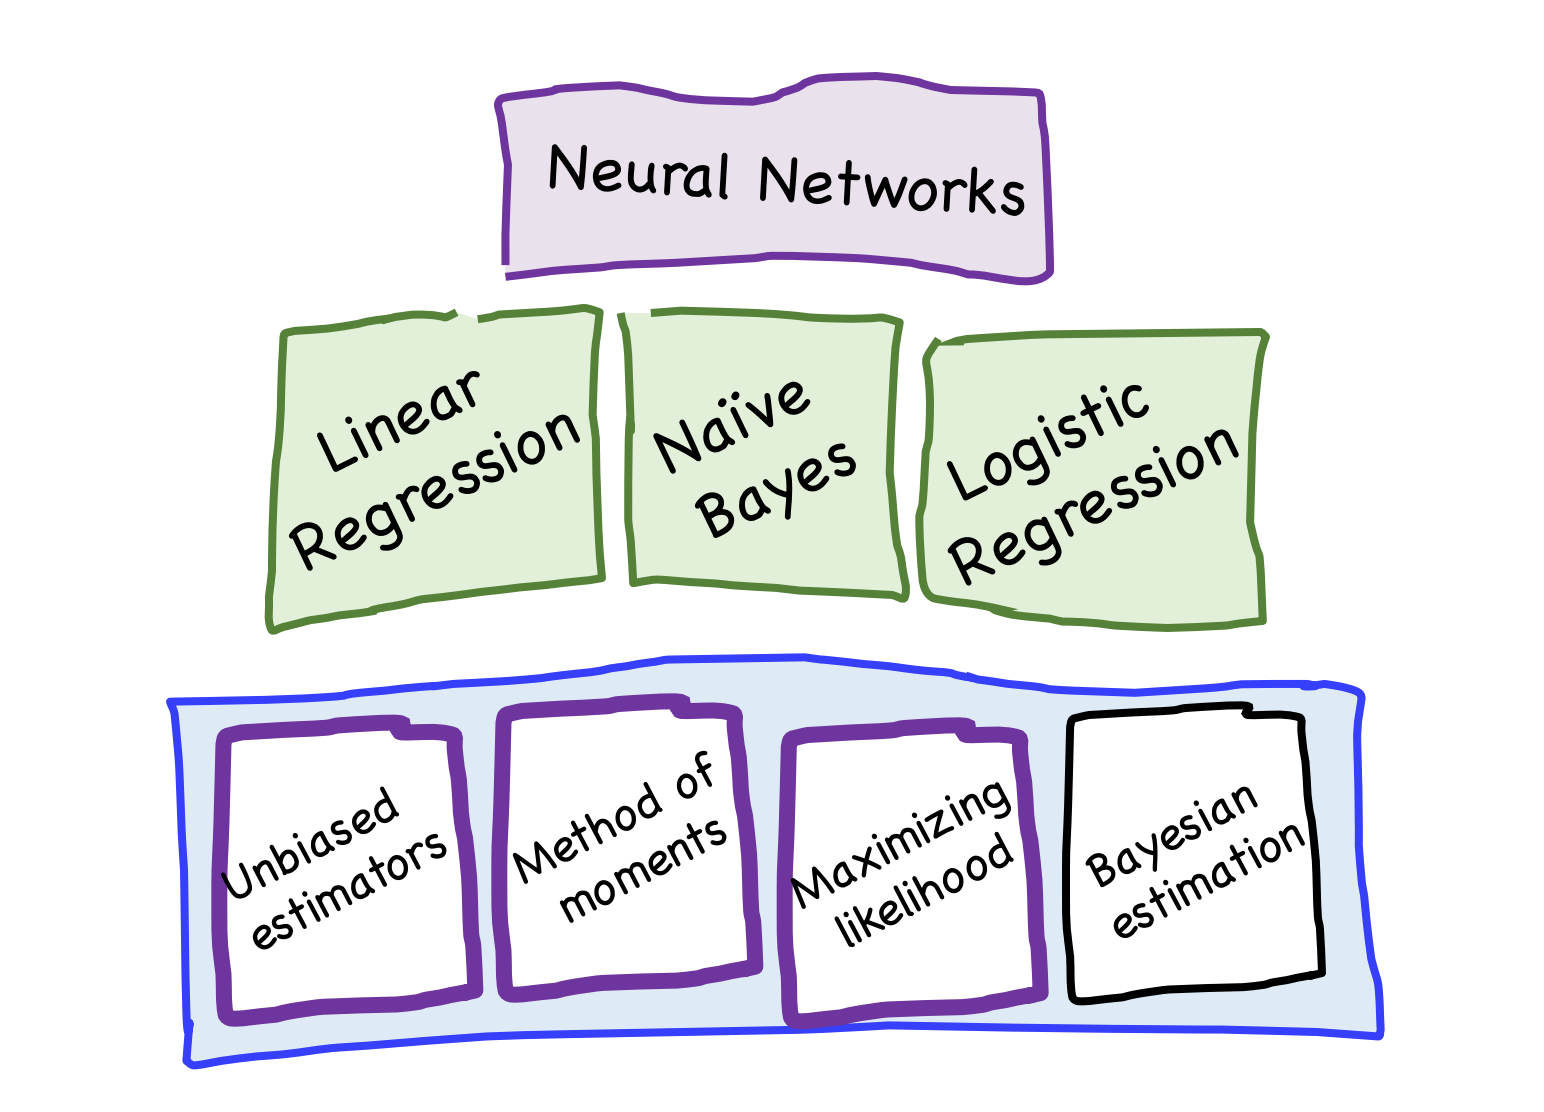 Neural Networks
Linear
Regression
Naïve
Bayes
Logistic
Regression
Unbiased
estimators
Method of
moments
Maximizing
likelihood
Bayesian
estimation